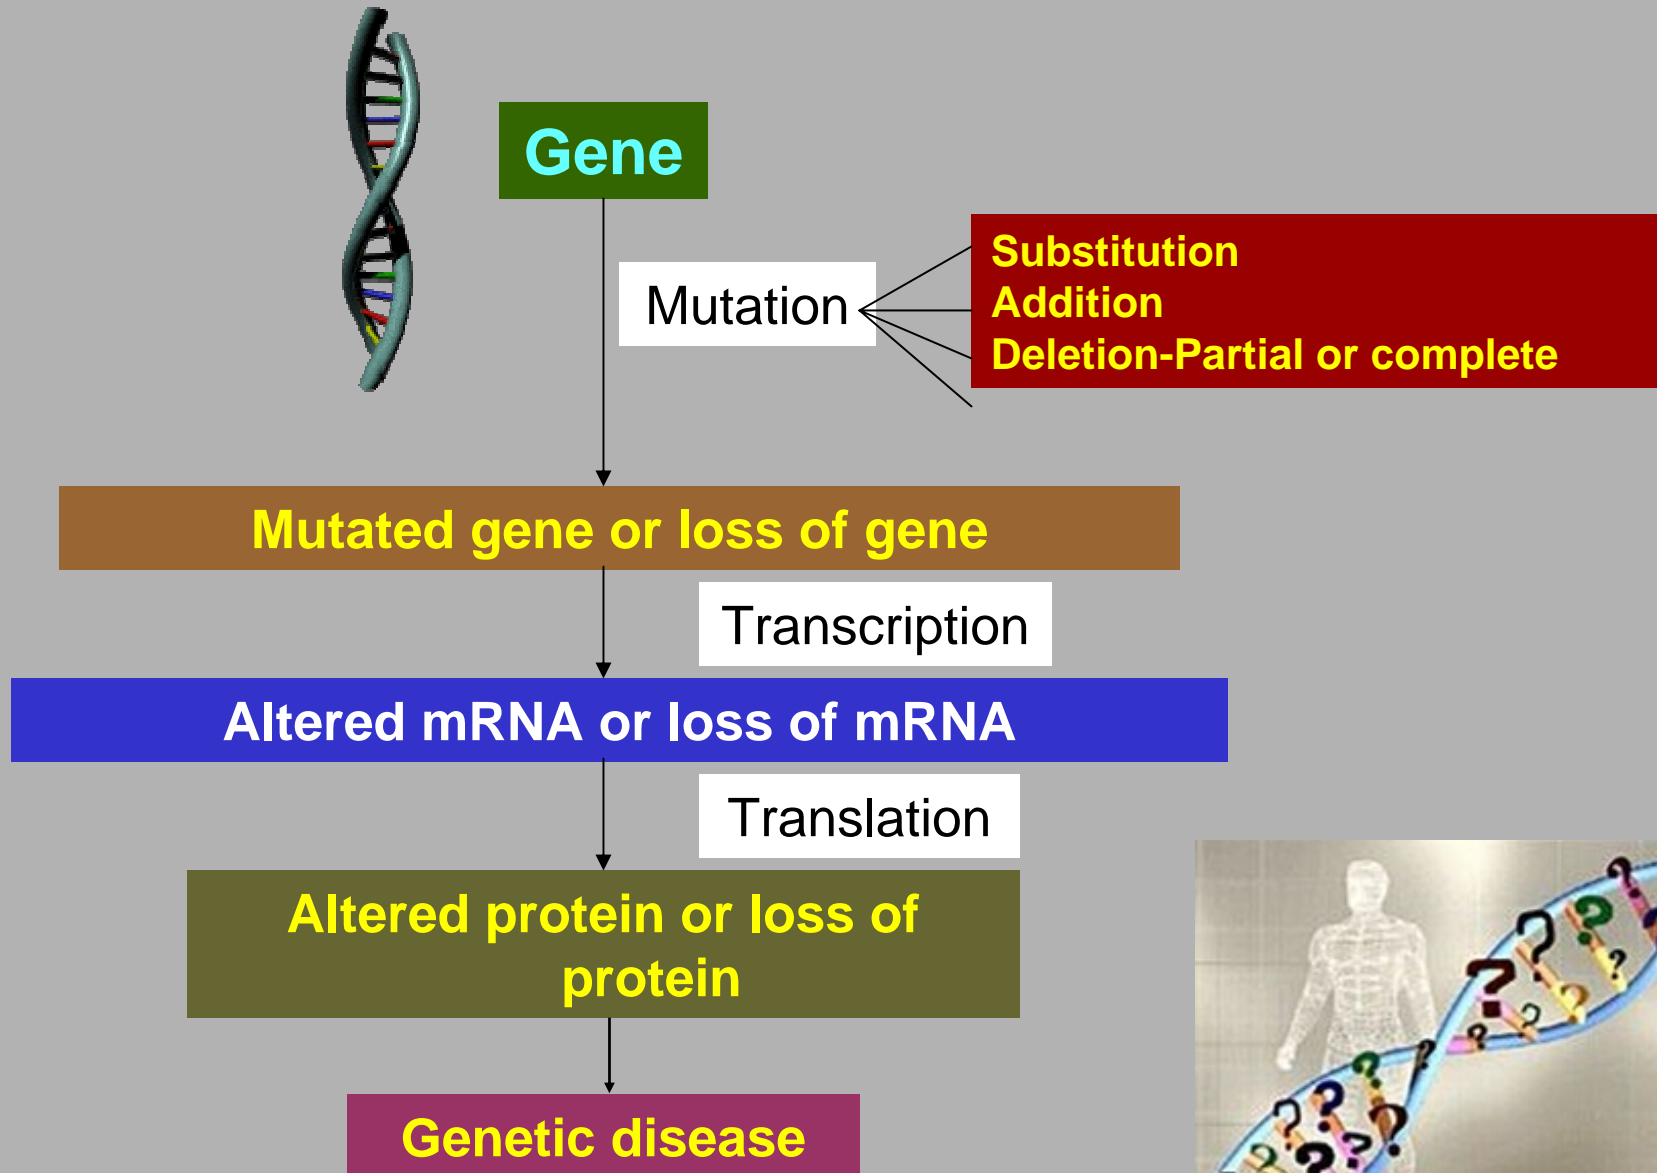 Gene
Mutation
Substitution
Addition
Deletion-Partial or complete
Mutated gene or loss of gene
Transcription
Altered mRNA or loss of mRNA
Translation
Altered protein or loss of
protein
Genetic disease